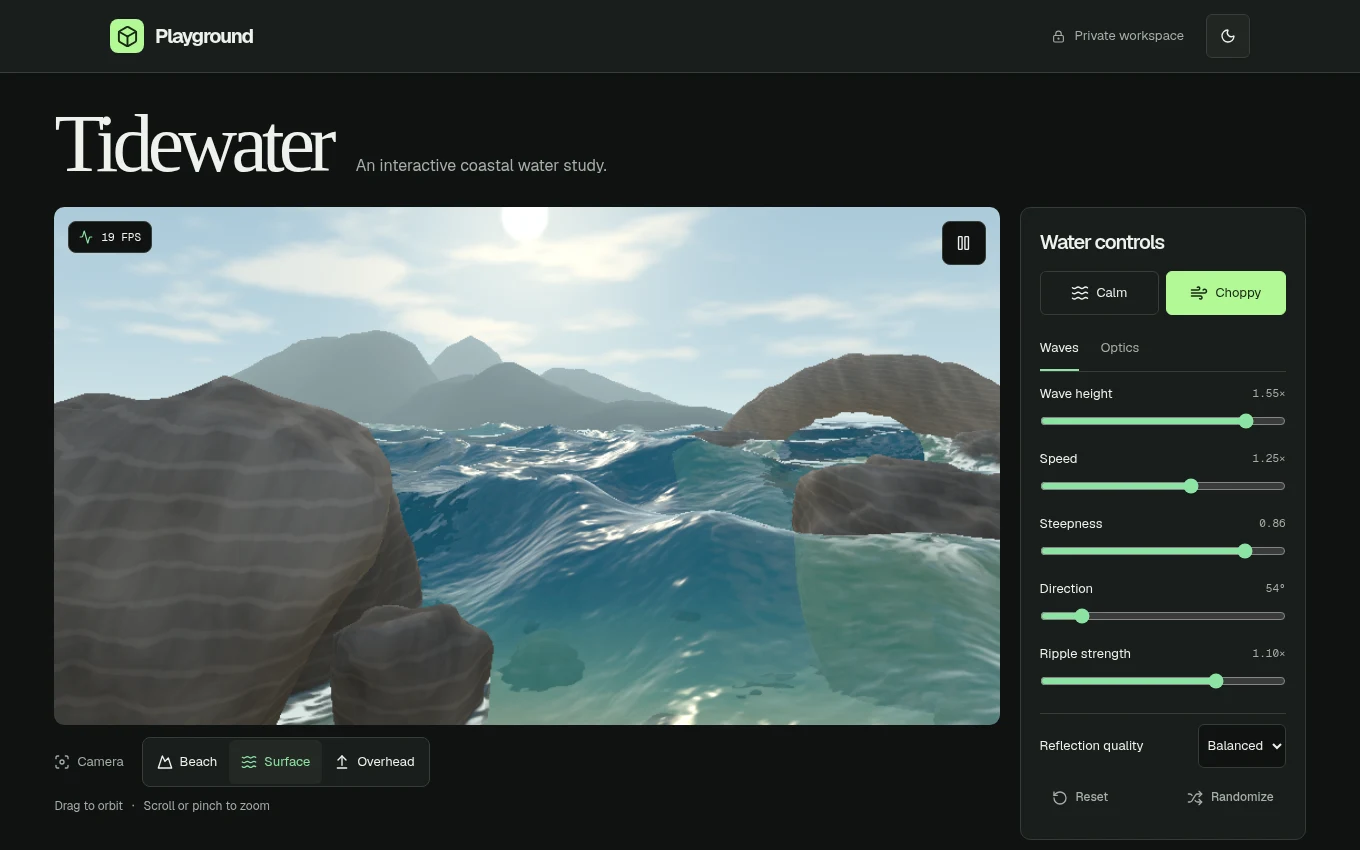 Playground
Private workspace
Tidewater
An interactive coastal water study.
19 FPS
Water controls
Calm
Choppy
Waves
Optics
Wave height
1.55×
Speed
1.25×
Steepness
0.86
Direction
54°
Ripple strength
1.10×
Reflection quality
Balanced
Reset
Randomize
Camera
Beach
Surface
Overhead
Drag to orbit · Scroll or pinch to zoom